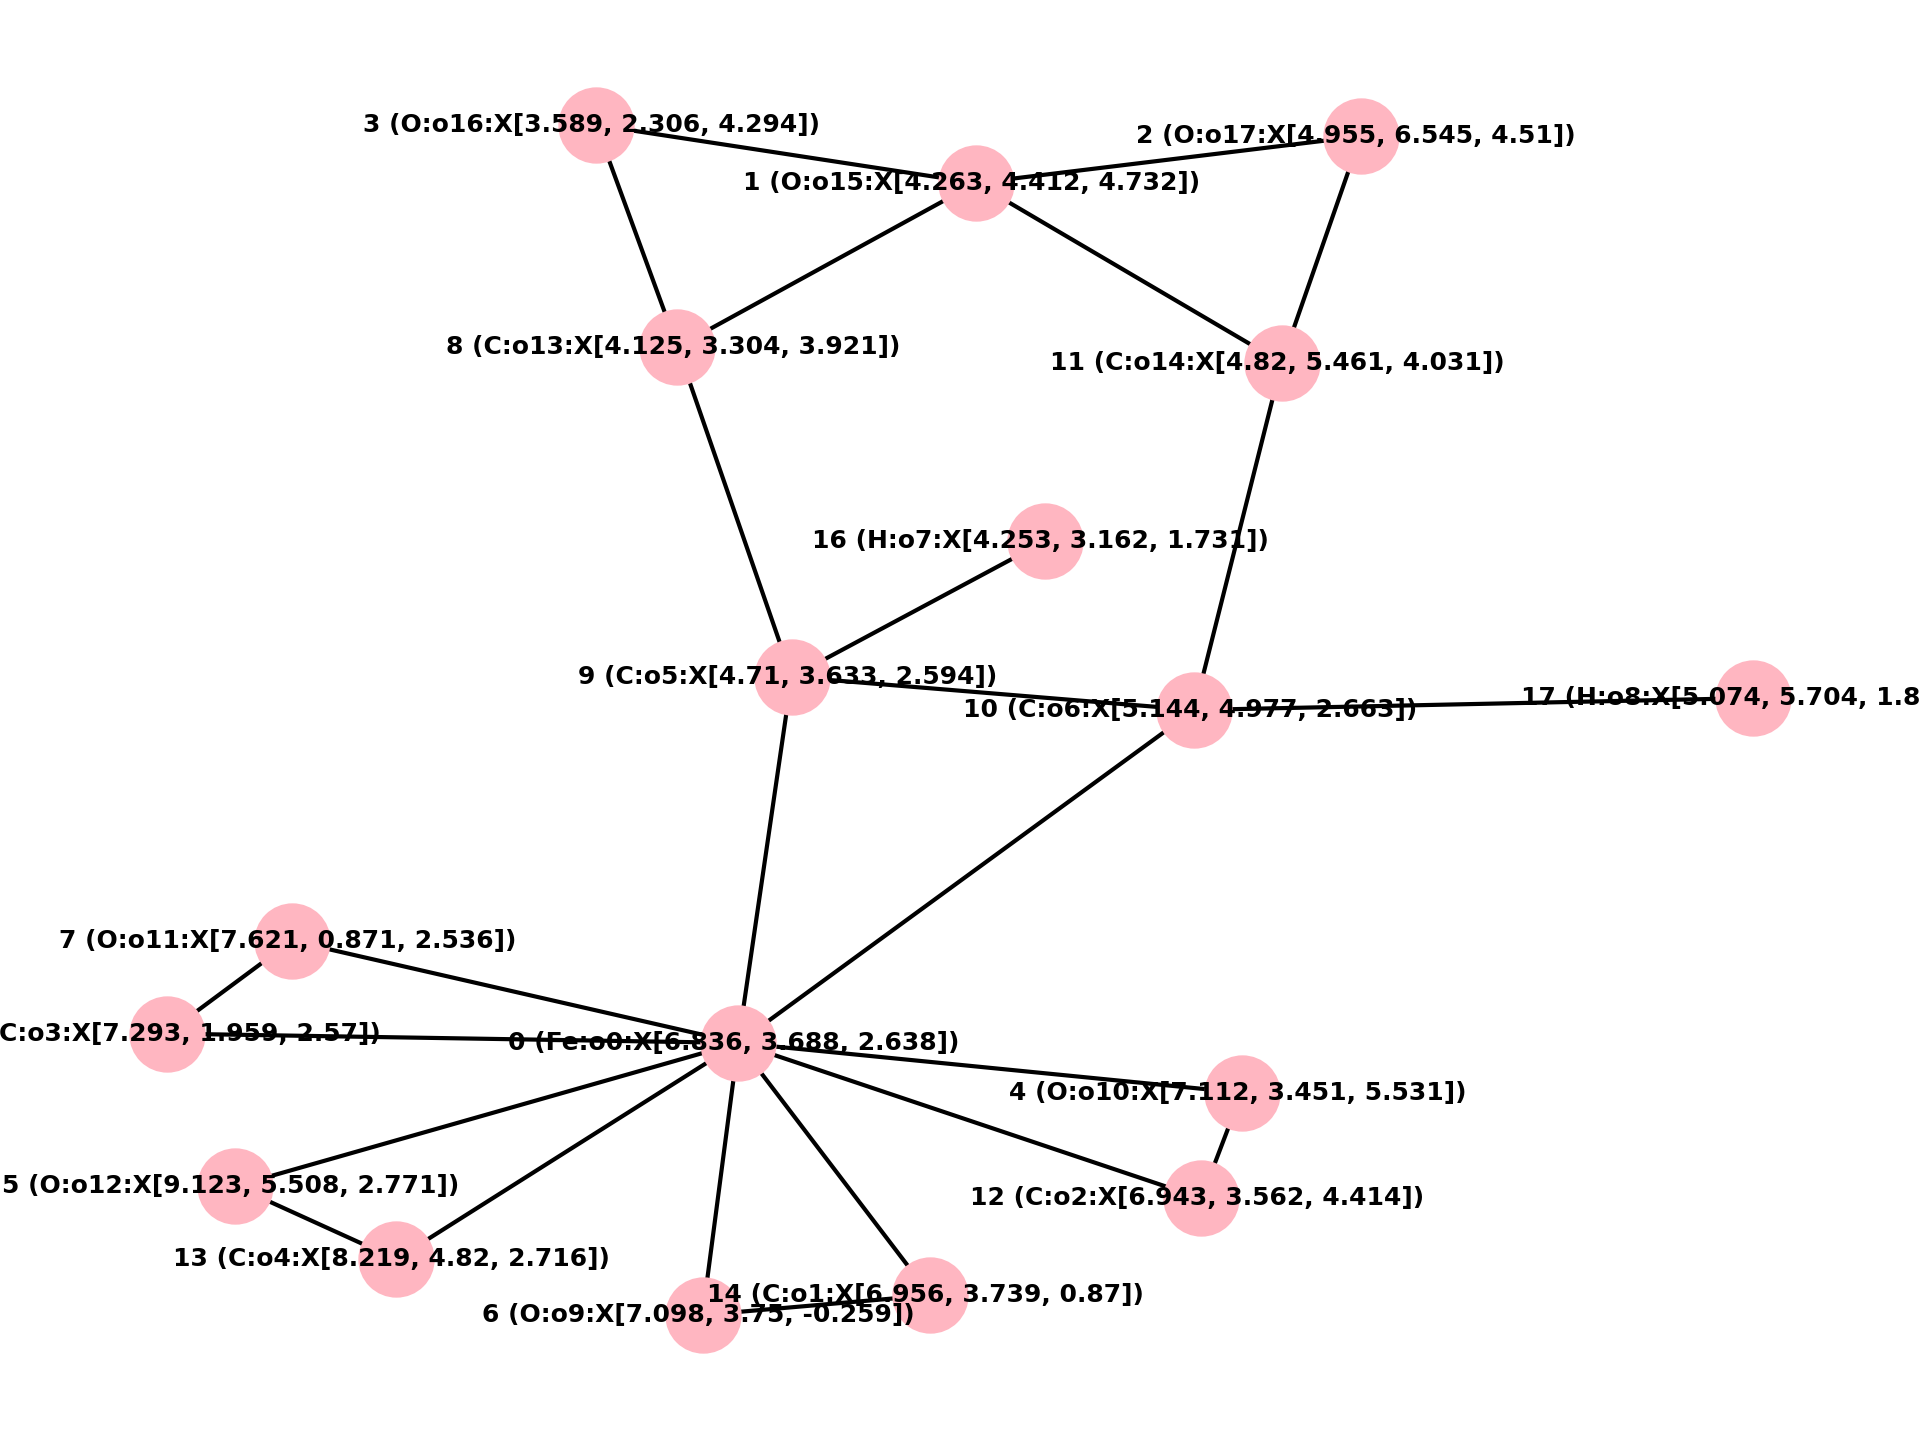 3 (O:o16:X[3.589, 2.306, 4.294])
2 (O:o17:X[4.955, 6.545, 4.51])
1 (O:o15:X[4.263, 4.412, 4.732])
8 (C:o13:X[4.125, 3.304, 3.921])
11 (C:o14:X[4.82, 5.461, 4.031])
16 (H:o7:X[4.253, 3.162, 1.731])
9 (C:o5:X[4.71, 3.633, 2.594])
17 (H:o8:X[5.074, 5.704, 1.8
10 (C:o6:X[5.144, 4.977, 2.663])
7 (O:o11:X[7.621, 0.871, 2.536])
C:o3:X[7.293, 1.959, 2.57])
0 (Fe:o0:X[6.836, 3.688, 2.638])
4 (O:o10:X[7.112, 3.451, 5.531])
5 (O:o12:X[9.123, 5.508, 2.771])
12 (C:o2:X[6.943, 3.562, 4.414])
13 (C:o4:X[8.219, 4.82, 2.716])
14 (C:o1:X[6.956, 3.739, 0.87])
6 (O:o9:X[7.098, 3.75, -0.259])